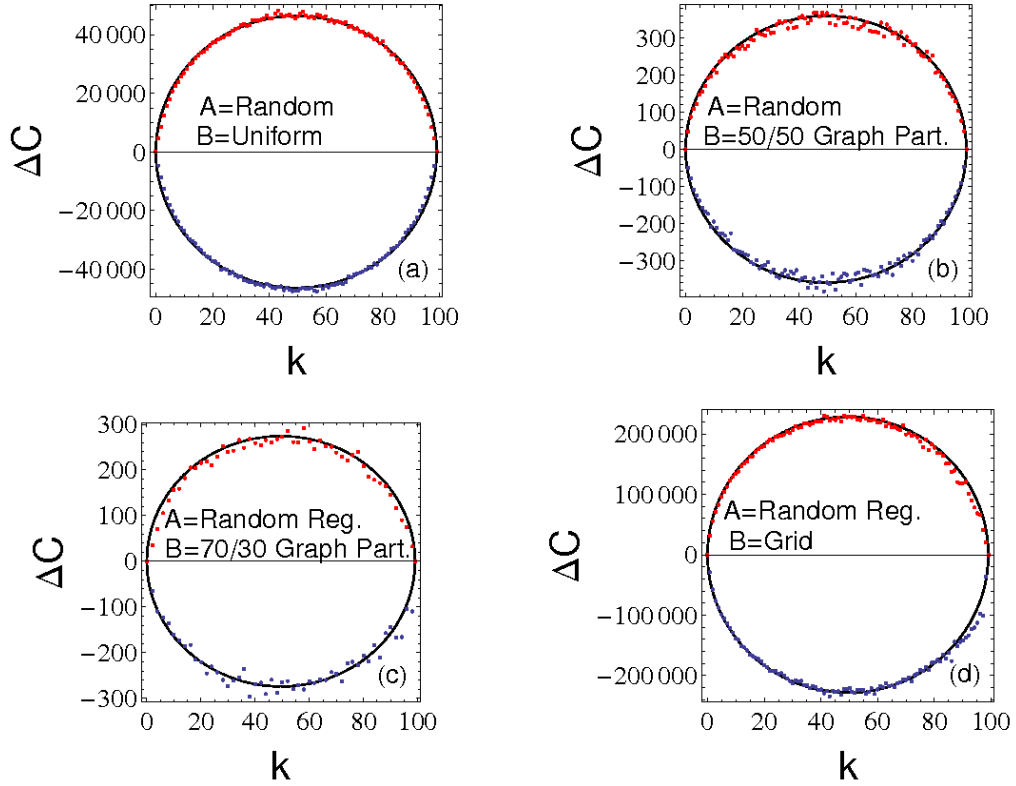 40 000
20 000
0
−20 000
−40 000
ΔC
A=Random
B=Uniform
(a)
0 20 40 60 80 100
k
300
200
100
0
−100
−200
−300
ΔC
A=Random
B=50/50 Graph Part.
(b)
0 20 40 60 80 100
k
300
200
100
0
−100
−200
−300
ΔC
A=Random Reg.
B=70/30 Graph Part.
(c)
0 20 40 60 80 100
k
200 000
100 000
0
−100 000
−200 000
ΔC
A=Random Reg.
B=Grid
(d)
0 20 40 60 80 100
k